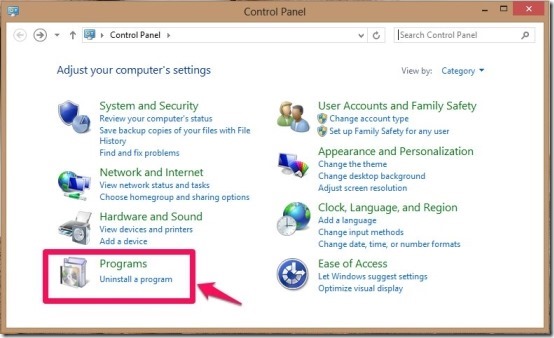 Control Panel
Control Panel
Search Control Panel
Adjust your computer's settings
View by: Category
System and Security
Review your computer's status
Save backup copies of your files with File
History
Find and fix problems
Network and Internet
View network status and tasks
Choose homegroup and sharing options
Hardware and Sound
View devices and printers
Add a device
Programs
Uninstall a program
User Accounts and Family Safety
Change account type
Set up Family Safety for any user
Appearance and Personalization
Change the theme
Change desktop background
Adjust screen resolution
Clock, Language, and Region
Add a language
Change input methods
Change date, time, or number formats
Ease of Access
Let Windows suggest settings
Optimize visual display